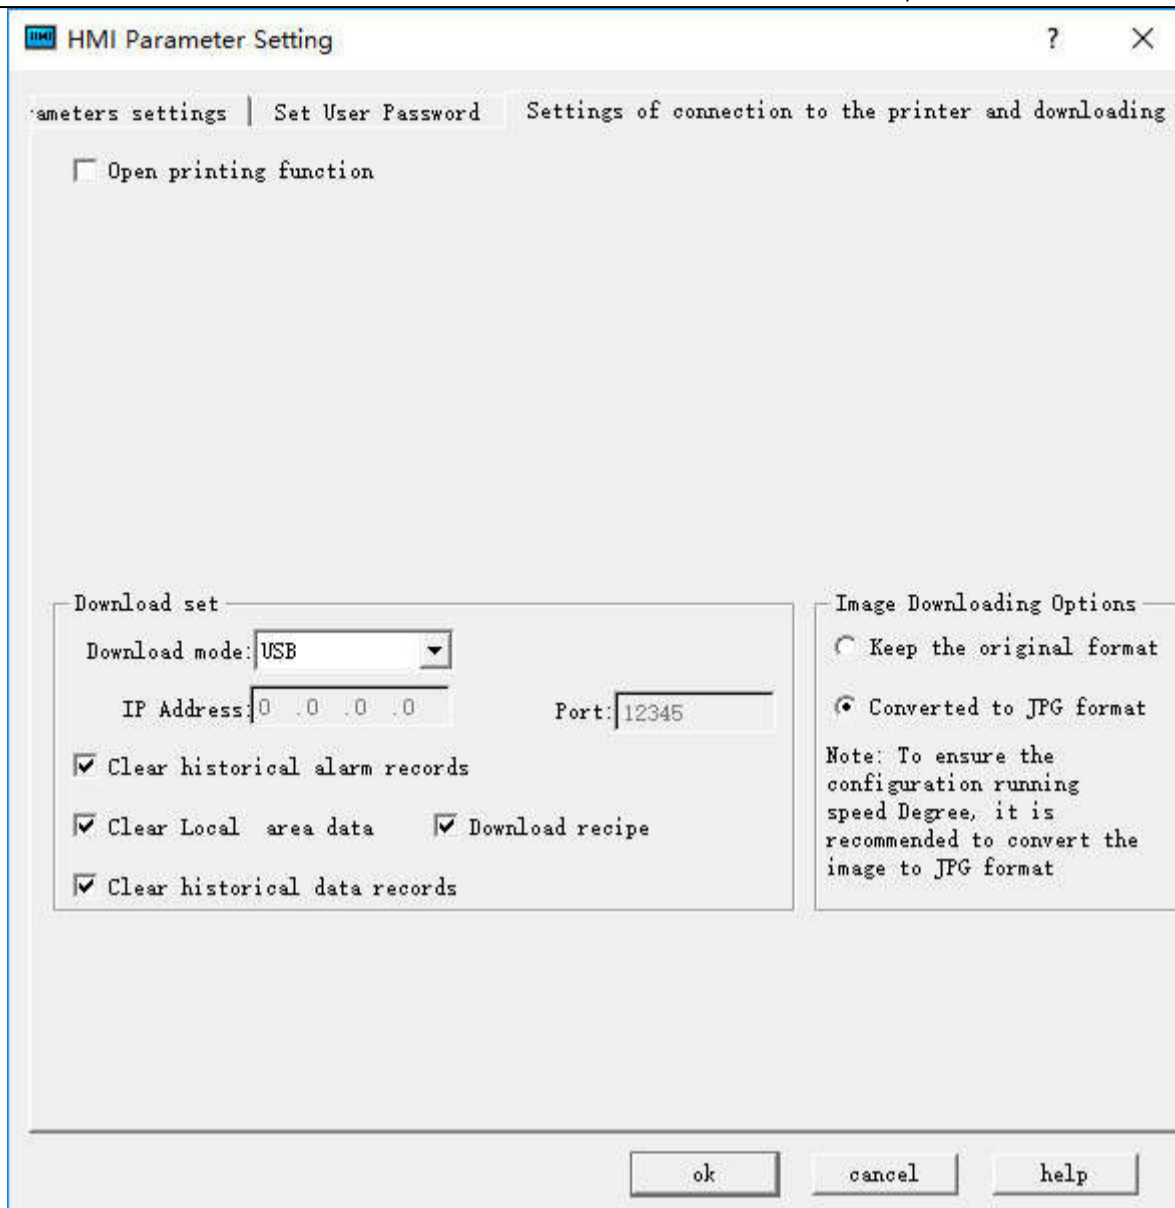 HMI Parameter Setting
ameters settings Set User Password Settings of connection to the printer and downloading
Open printing function
Download set
Download mode: USB
IP Address: 0 .0 .0 .0 Port: 12345
Clear historical alarm records
Clear Local area data Download recipe
Clear historical data records
Image Downloading Options
Keep the original format
Converted to JPG format
Note: To ensure the
configuration running
speed Degree, it is
recommended to convert the
image to JPG format
ok cancel help